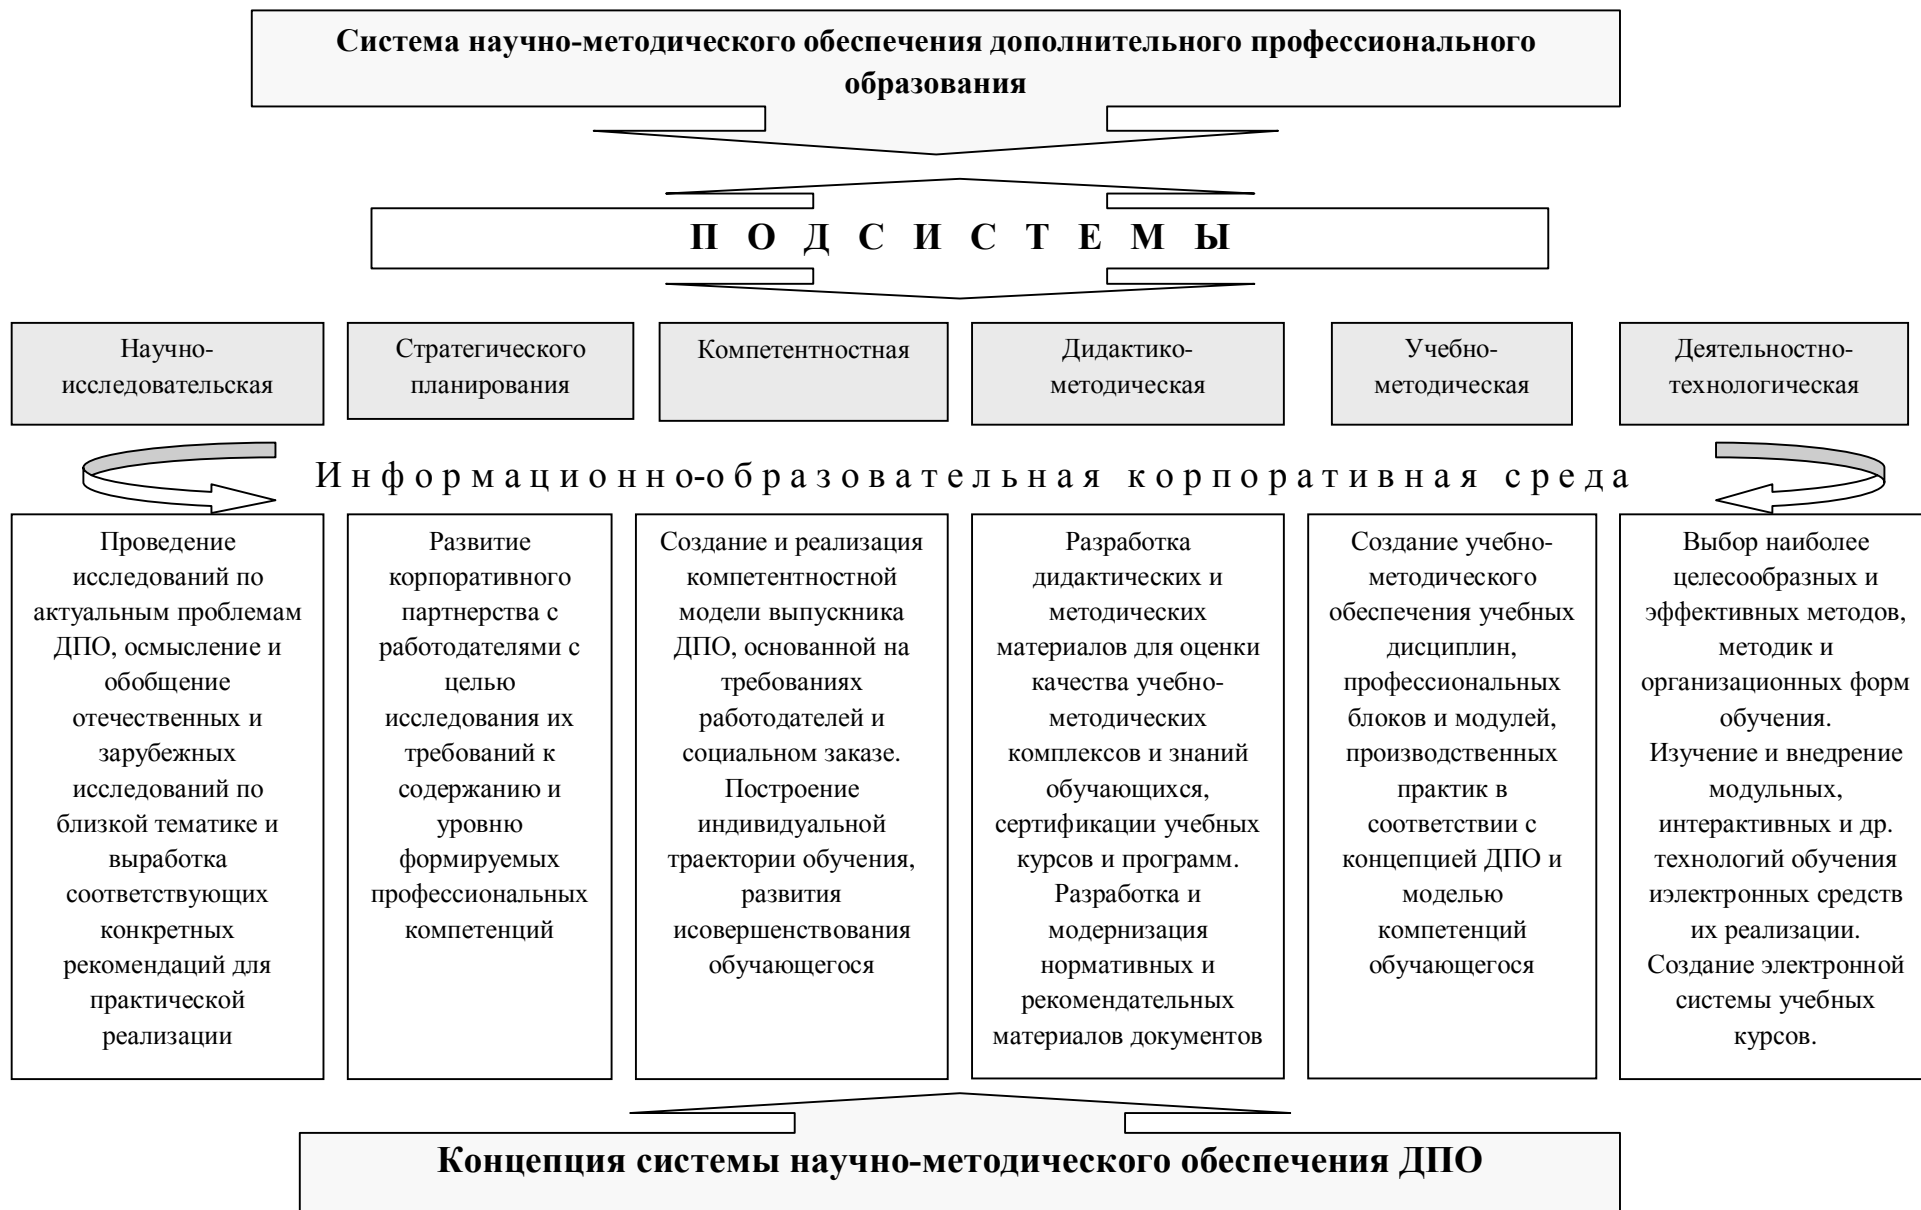 Система научно-методического обеспечения дополнительного профессионального
образования
П О Д С И С Т Е М Ы
Научно-
исследовательская
Стратегического
планирования
Компетентностная
Дидактико-
методическая
Учебно-
методическая
Деятельностно-
технологическая
Информационно-образовательная корпоративная среда
Проведение
исследований по
актуальным проблемам
ДПО, осмысление и
обобщение
отечественных и
зарубежных
исследований по
близкой тематике и
выработка
соответствующих
конкретных
рекомендаций для
практической
реализации
Развитие
корпоративного
партнерства с
работодателями с
целью
исследования их
требований к
содержанию и
уровню
формируемых
профессиональных
компетенций
Создание и реализация
компетентностной
модели выпускника
ДПО, основанной на
требованиях
работодателей и
социальном заказе.
Построение
индивидуальной
траектории обучения,
развития
исовершенствования
обучающегося
Разработка
дидактических и
методических
материалов для оценки
качества учебно-
методических
комплексов и знаний
обучающихся,
сертификации учебных
курсов и программ.
Разработка и
модернизация
нормативных и
рекомендательных
материалов документов
Создание учебно-
методического
обеспечения учебных
дисциплин,
профессиональных
блоков и модулей,
производственных
практик в
соответствии с
концепцией ДПО и
моделью
компетенций
обучающегося
Выбор наиболее
целесообразных и
эффективных методов,
методик и
организационных форм
обучения.
Изучение и внедрение
модульных,
интерактивных и др.
технологий обучения
иэлектронных средств
их реализации.
Создание электронной
системы учебных
курсов.
Концепция системы научно-методического обеспечения ДПО